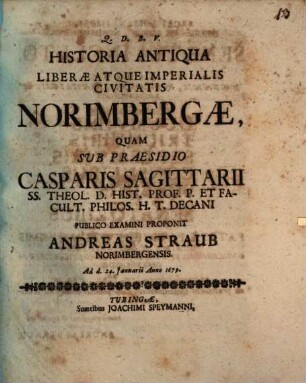 Q. D. B. V.
HISTORIA ANTIQUA
LIBERÆ ATQUE IMPERIALIS
CIVITATIS
NORIMBERGÆ,
QUAM
SUB PRAESIDIO
CASPARIS SAGITTARII
SS. THEOL. D. HIST. PROF. P. ET FA-
CULT. PHILOS. H. T. DECANI
PUBLICO EXAMINI PROPONIT
ANDREAS STRAUB
NORIMBERGENSIS.
Ad d. 24. Januarii Anno 1679.
TUBINGÆ,
Sumtibus JOACHIMI SPEYMANNI,